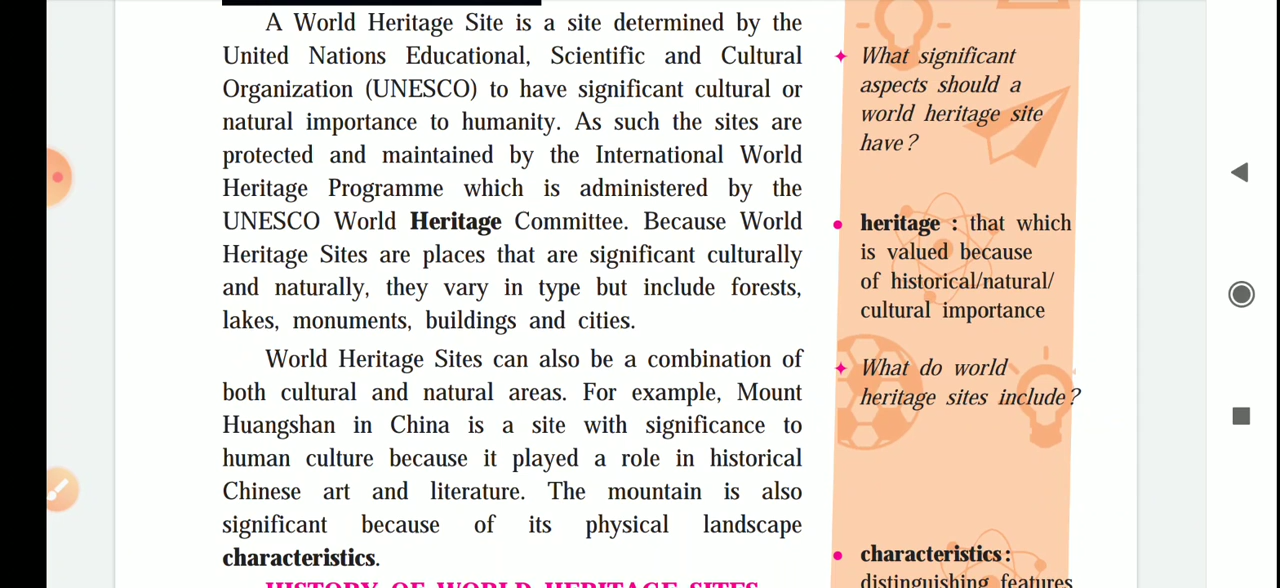 A World Heritage Site is a site determined by the
United Nations Educational, Scientific and Cultural
Organization (UNESCO) to have significant cultural or
natural importance to humanity. As such the sites are
protected and maintained by the International World
Heritage Programme which is administered by the
UNESCO World Heritage Committee. Because World
Heritage Sites are places that are significant culturally
and naturally, they vary in type but include forests,
lakes, monuments, buildings and cities.
World Heritage Sites can also be a combination of
both cultural and natural areas. For example, Mount
Huangshan in China is a site with significance to
human culture because it played a role in historical
Chinese art and literature. The mountain is also
significant because of its physical landscape
characteristics.
HISTORY OF WORLD HERITAGE SITES
What significant
aspects should a
world heritage site
have?
heritage : that which
is valued because
of historical/natural/
cultural importance
What do world
heritage sites include?
characteristics:
distinguishing features